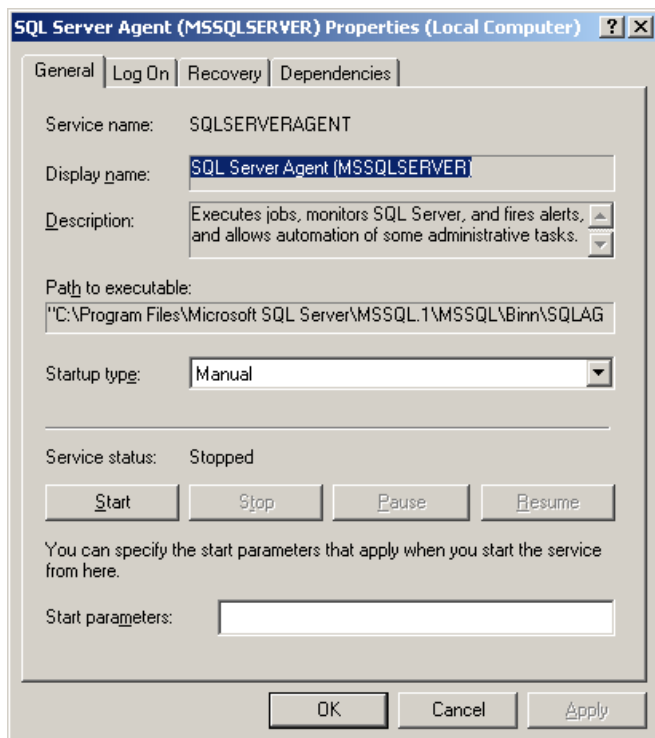 SQL Server Agent (MSSQLSERVER) Properties (Local Computer)
General Log On Recovery Dependencies
Service name: SQLSERVERAGENT
Display name: SQL Server Agent (MSSQLSERVER)
Description: Executes jobs, monitors SQL Server, and fires alerts,
and allows automation of some administrative tasks.
Path to executable:
"C:\Program Files\Microsoft SQL Server\MSSQL.1\MSSQL\Binn\SQLAG
Startup type: Manual
Service status: Stopped
Start Stop Pause Resume
You can specify the start parameters that apply when you start the service
from here.
Start parameters:
OK Cancel Apply